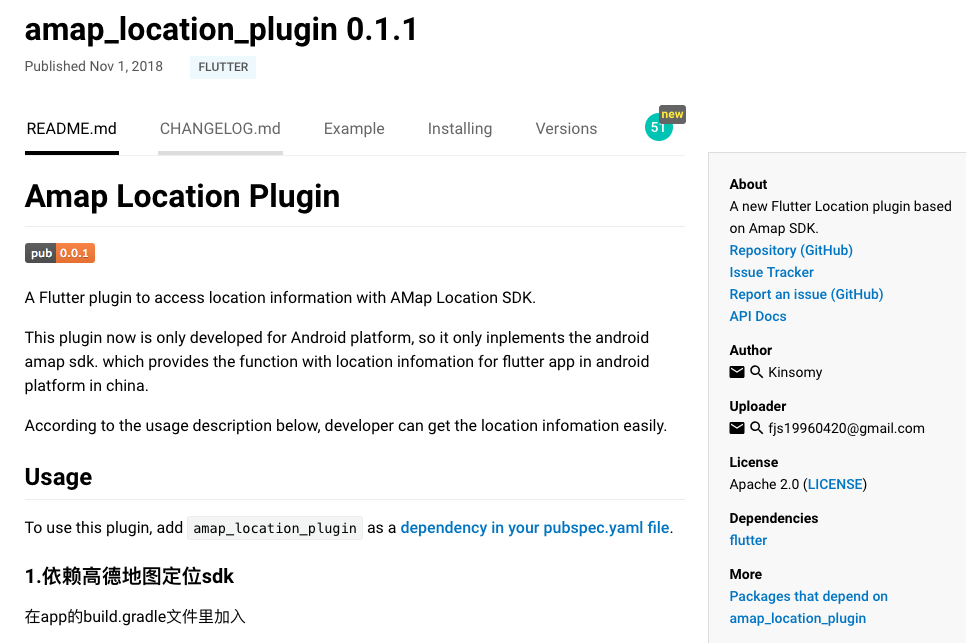 amap_location_plugin 0.1.1
Published Nov 1, 2018 FLUTTER
README.md CHANGELOG.md Example Installing Versions 51 new
Amap Location Plugin
pub 0.0.1
A Flutter plugin to access location information with AMap Location SDK.
This plugin now is only developed for Android platform, so it only inplements the android
amap sdk. which provides the function with location infomation for flutter app in android
platform in china.
According to the usage description below, developer can get the location infomation easily.
Usage
To use this plugin, add amap_location_plugin as a dependency in your pubspec.yaml file.
1.依赖高德地图定位sdk
在app的build.gradle文件里加入
About
A new Flutter Location plugin based
on Amap SDK.
Repository (GitHub)
Issue Tracker
Report an issue (GitHub)
API Docs
Author
Kinsomy
Uploader
fjs19960420@gmail.com
License
Apache 2.0 (LICENSE)
Dependencies
flutter
More
Packages that depend on
amap_location_plugin